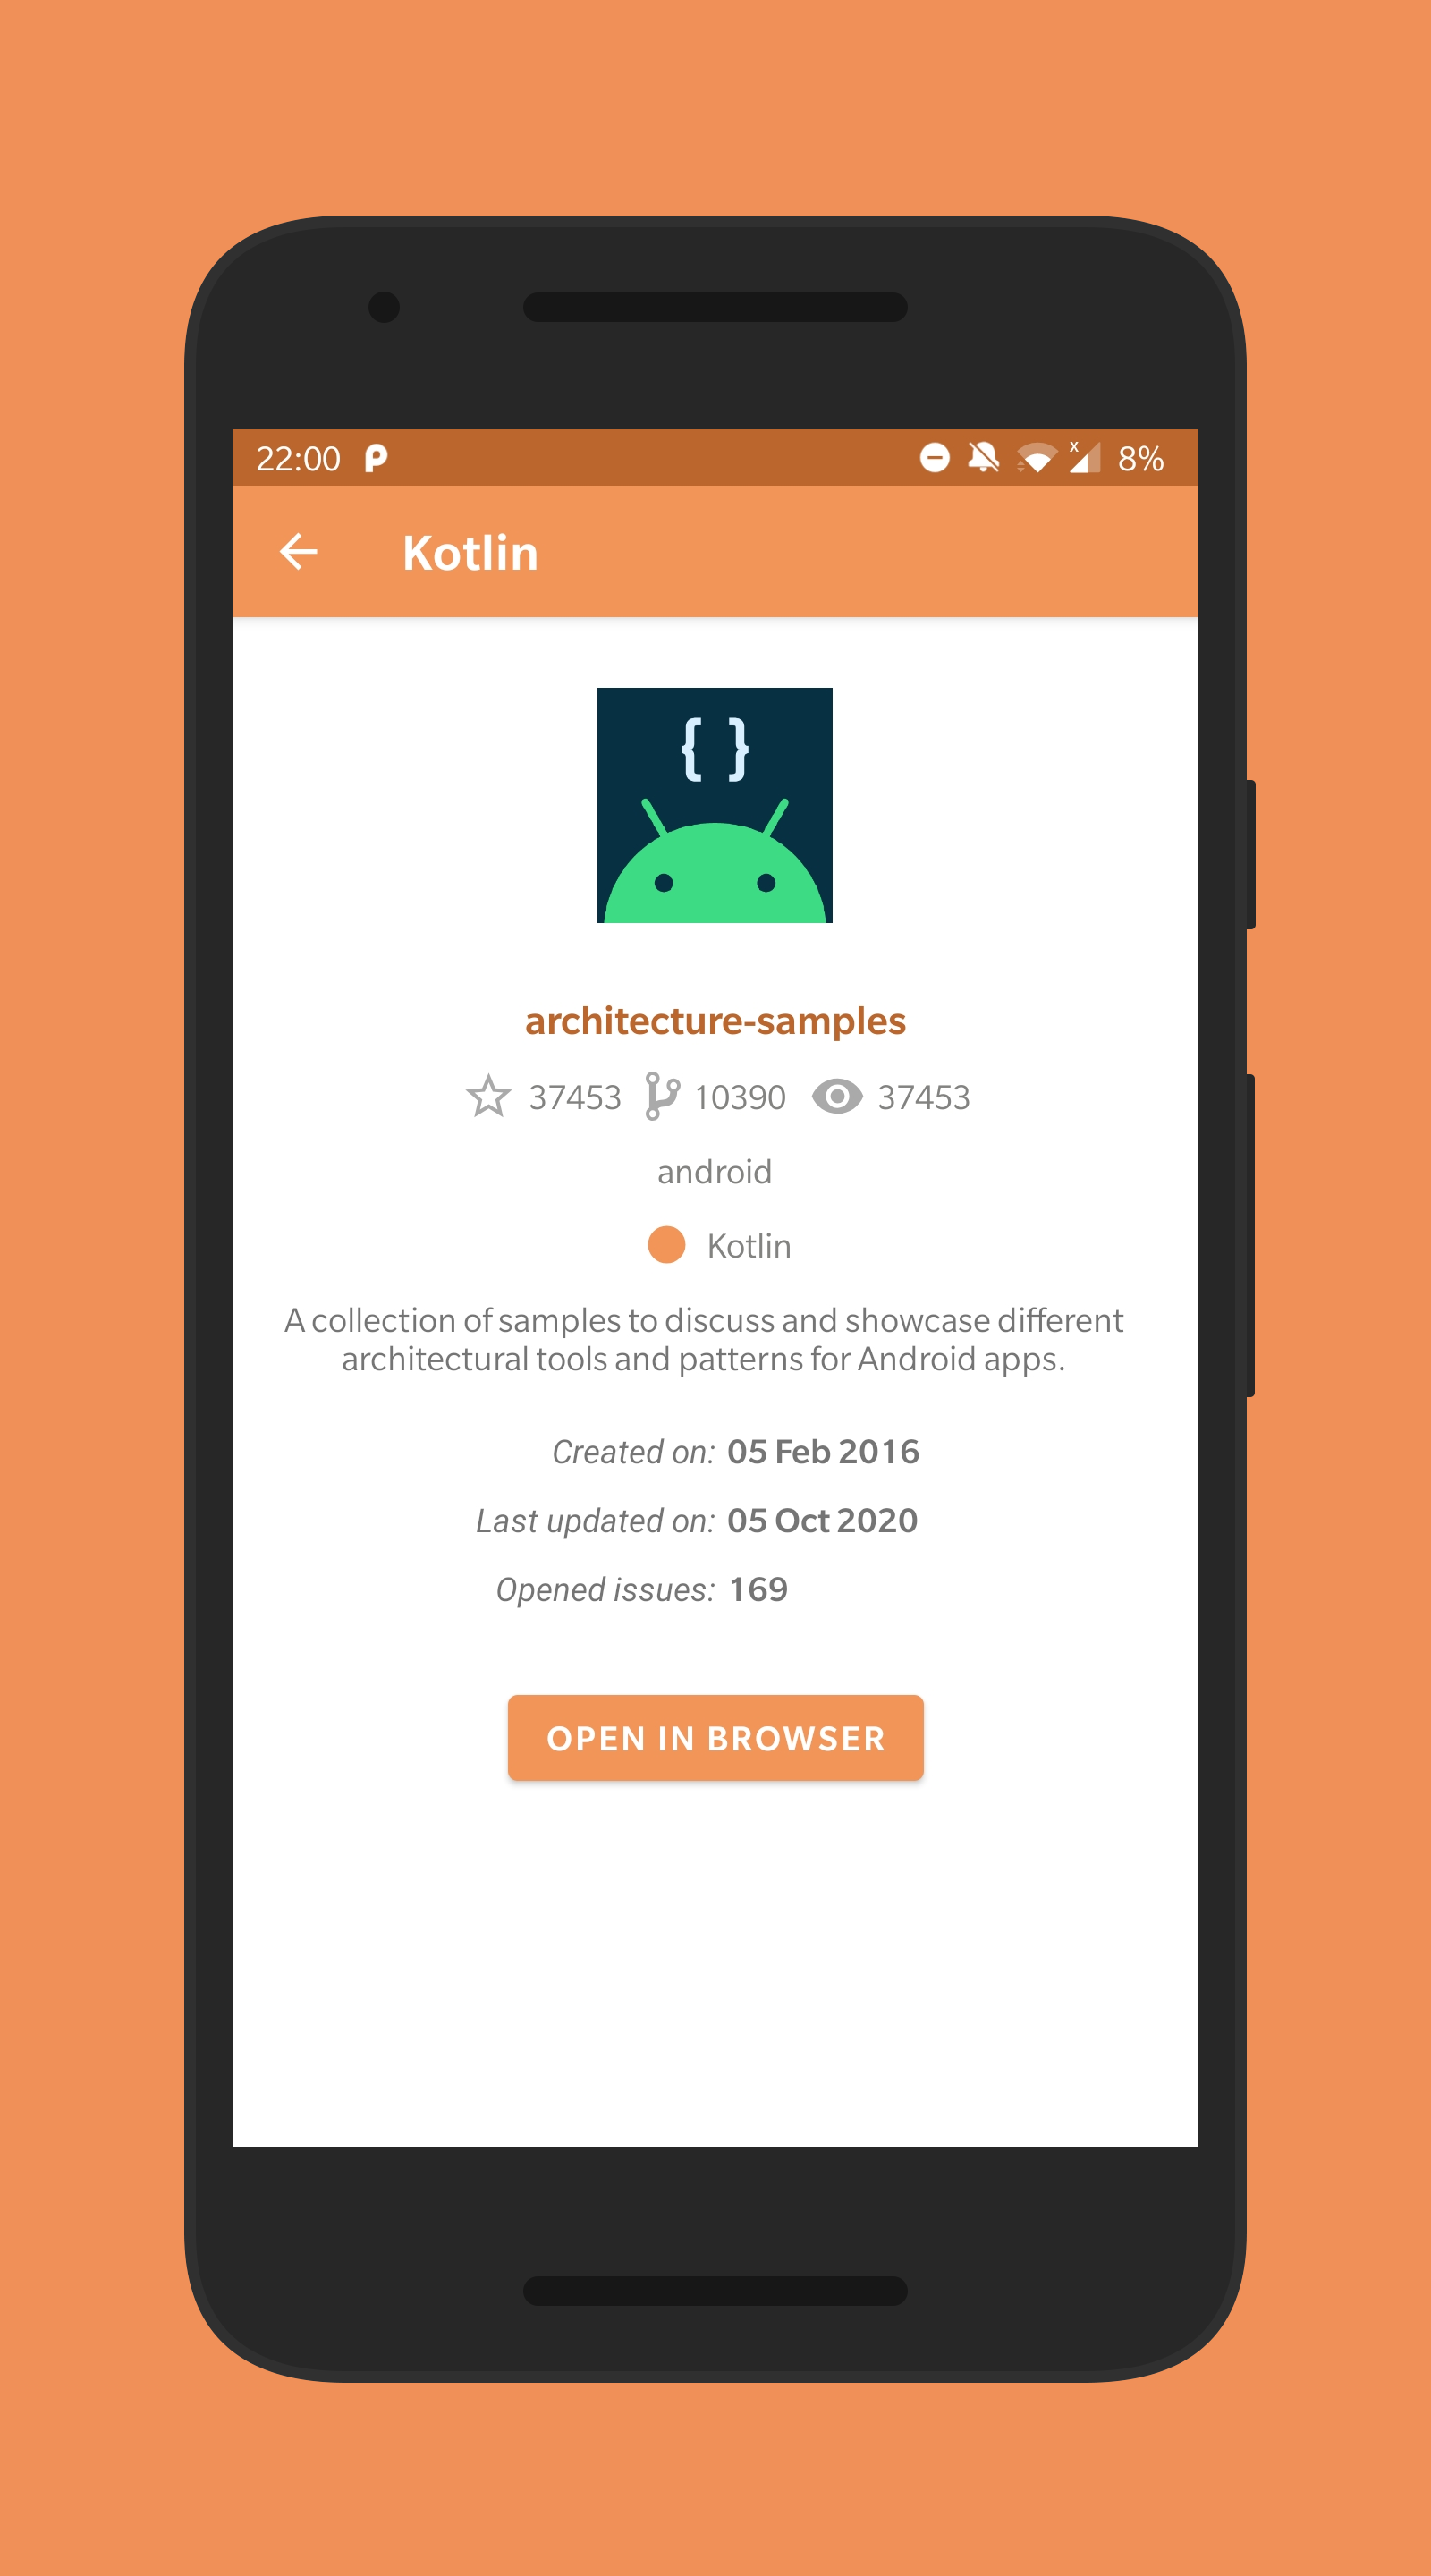 22:00 8%
Kotlin
{ }
architecture-samples
37453 10390 37453
android
Kotlin
A collection of samples to discuss and showcase different
architectural tools and patterns for Android apps.
Created on: 05 Feb 2016
Last updated on: 05 Oct 2020
Opened issues: 169
OPEN IN BROWSER